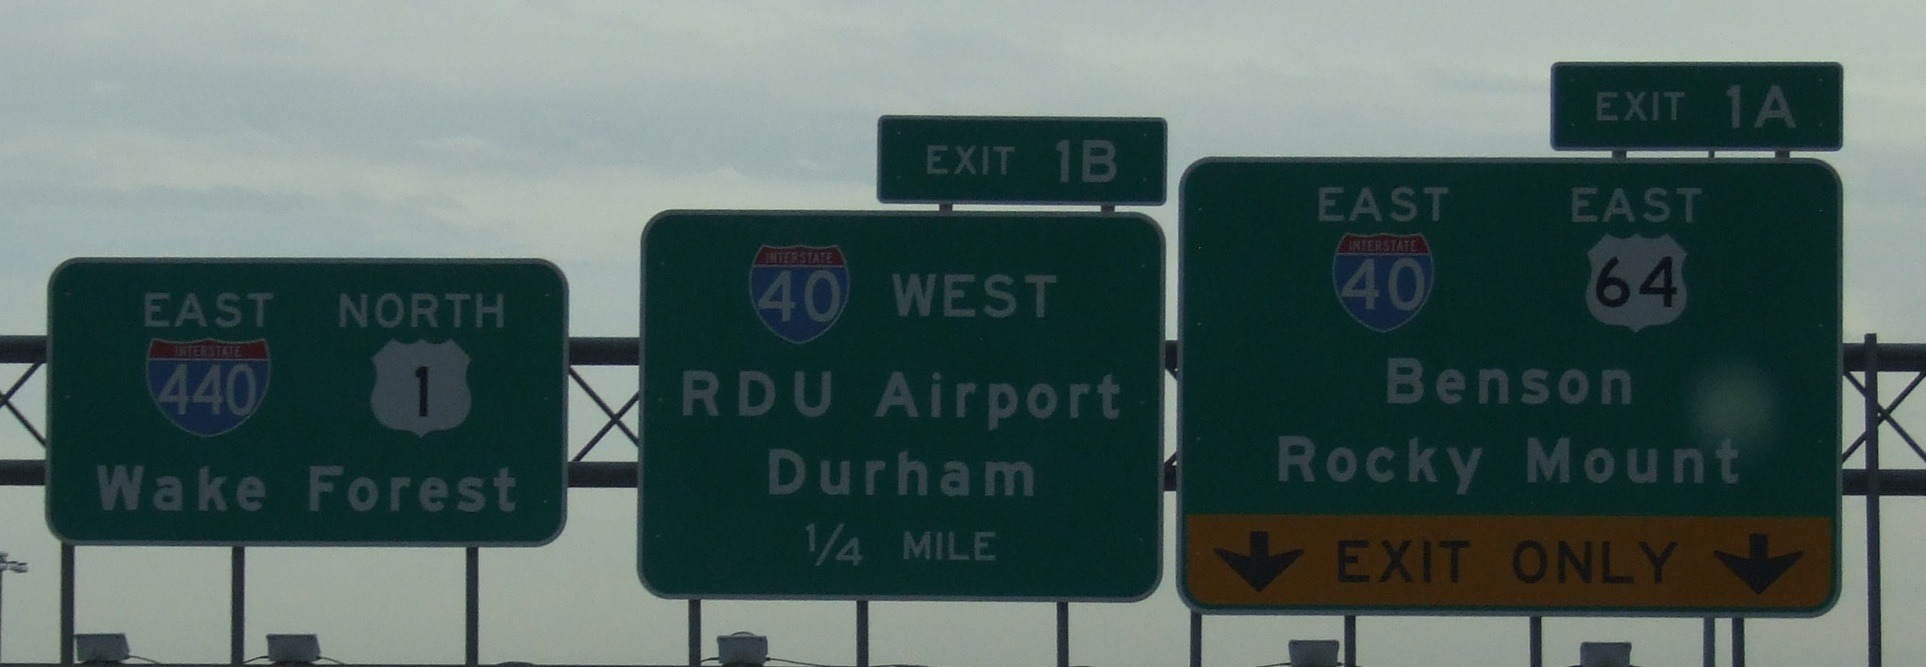 EAST NORTH
INTERSTATE
440 1
Wake Forest
EXIT 1B
INTERSTATE
40 WEST
RDU Airport
Durham
1/4 MILE
EXIT 1A
EAST EAST
INTERSTATE
40 64
Benson
Rocky Mount
EXIT ONLY